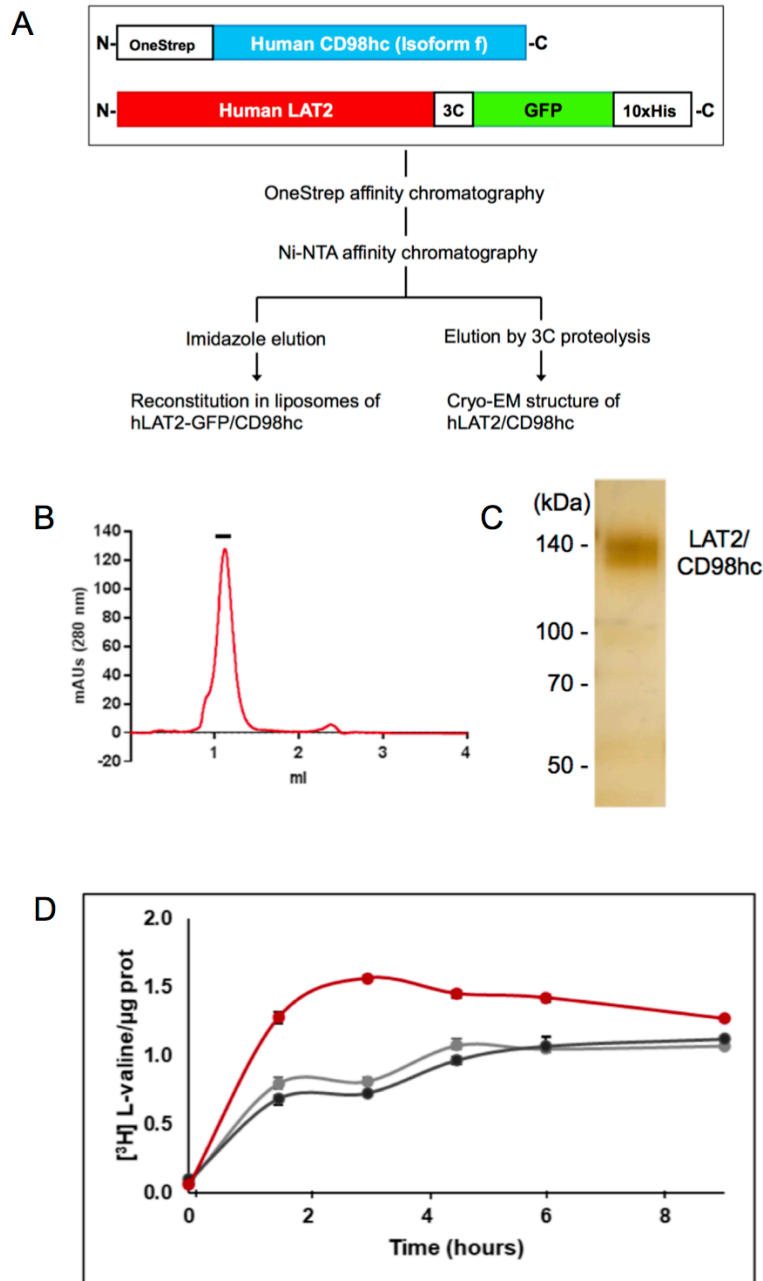 A
N- OneStrep Human CD98hc (Isoform f) -C
N- Human LAT2 3C GFP 10xHis -C
OneStrep affinity chromatography
Ni-NTA affinity chromatography
Imidazole elution
Elution by 3C proteolysis
Reconstitution in liposomes of
hLAT2-GFP/CD98hc
Cryo-EM structure of
hLAT2/CD98hc
B
mAUs (280 nm)
140
120
100
80
60
40
20
0
-20
1 2 3 4
ml
C
(kDa)
140 -
100 -
70 -
50 -
LAT2/
CD98hc
D
[³H] L-valine/µg prot
2.0
1.5
1.0
0.5
0.0
0 2 4 6 8
Time (hours)